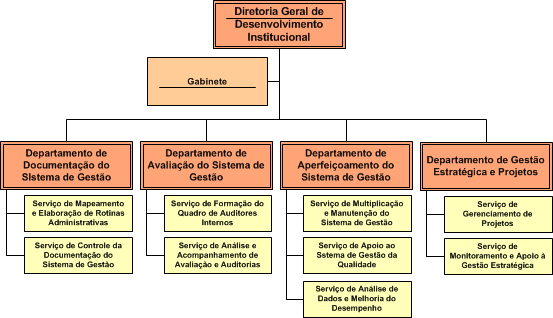 Diretoria Geral de
Desenvolvimento
Institucional
Gabinete
Departamento de
Documentação do
SIstema de Gestão
Departamento de
Avaliação do Sistema de
Gestão
Departamento de
Aperfeiçoamento do
Sistema de Gestão
Departamento de Gestão
Estratégica e Projetos
Serviço de Mapeamento
e Elaboração de Rotinas
Administrativas
Serviço de Formação do
Quadro de Auditores
Internos
Serviço de Multiplicação
e Manutenção do
Sistema de Gestão
Serviço de
Gerenciamento de
Projetos
Serviço de Controle da
Documentação do
Sistema de Gestão
Serviço de Análise e
Acompanhamento de
Avaliação e Auditorias
Serviço de Apoio ao
Sstema de Gestão da
Qualidade
Serviço de
Monitoramento e Apoio à
Gestão Estratégica
Serviço de Análise de
Dados e Melhoria do
Desempenho